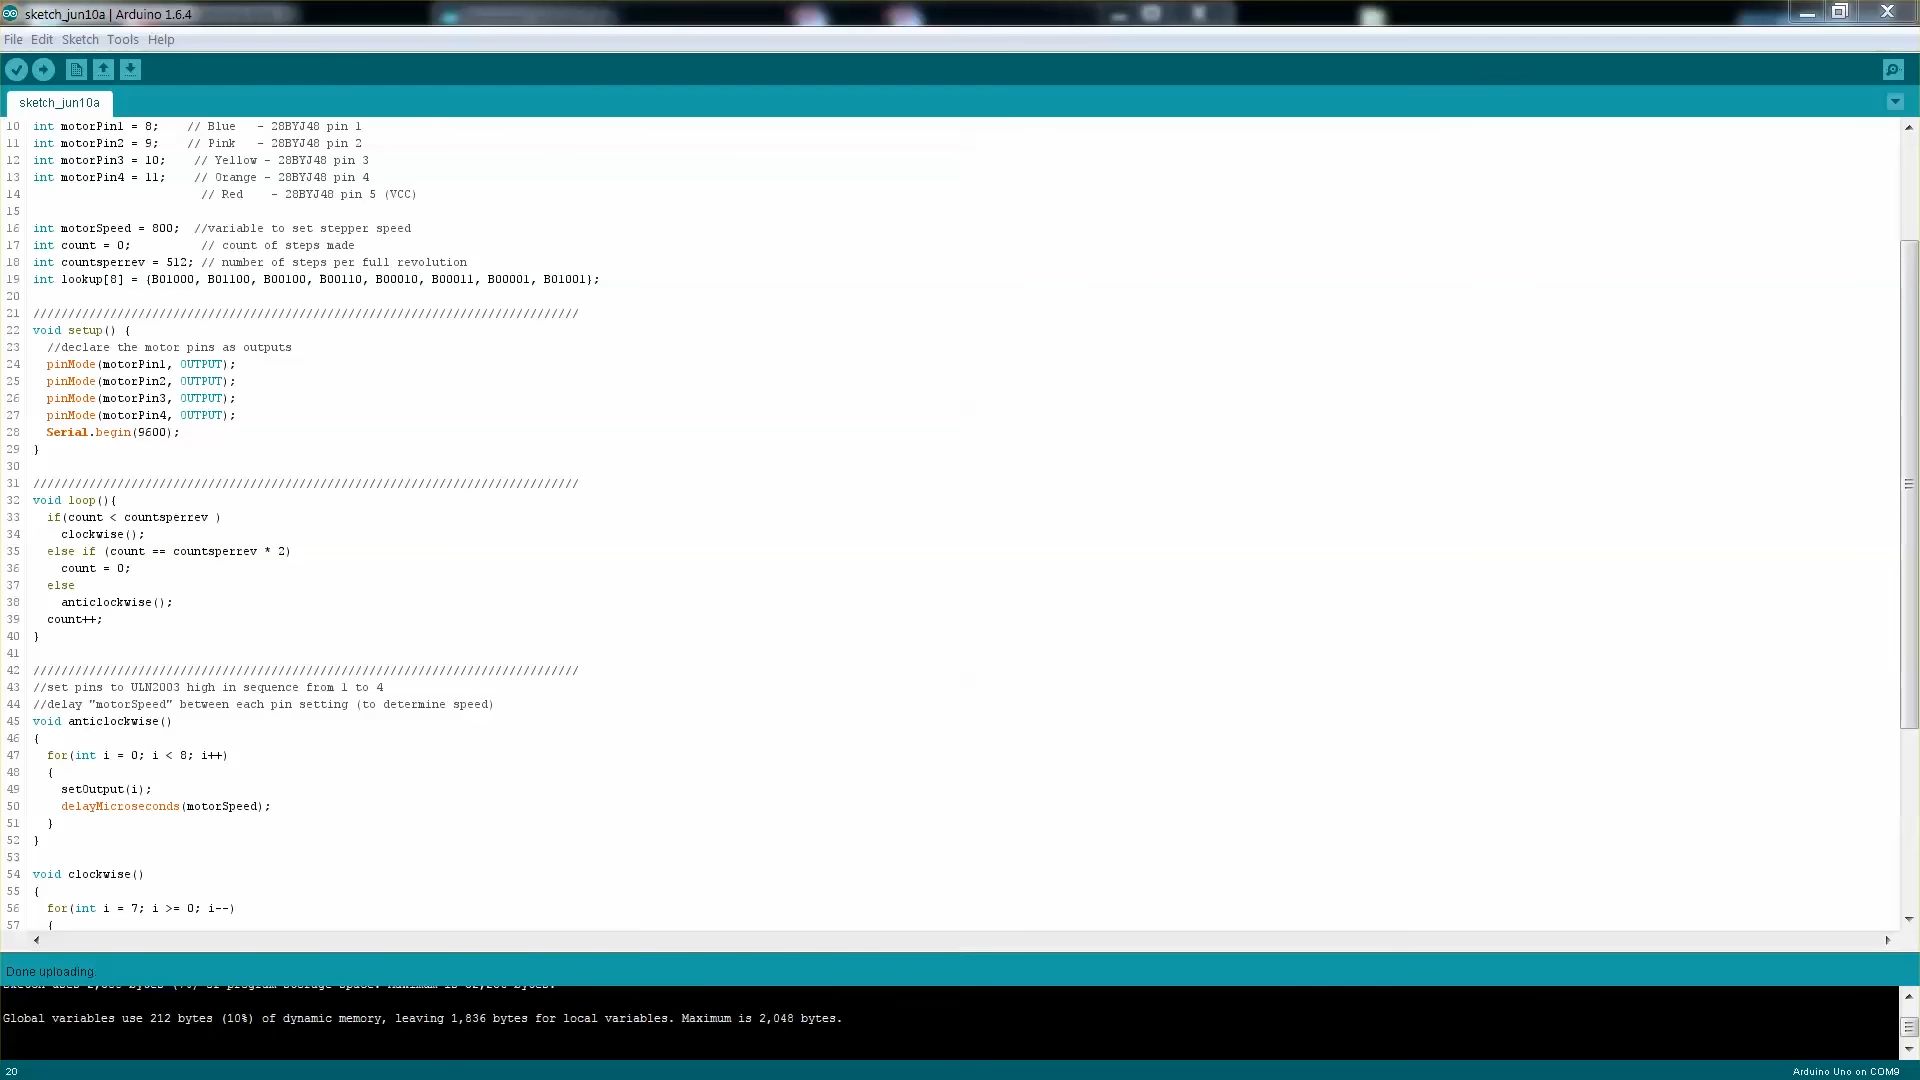 sketch_jun10a | Arduino 1.6.4
File Edit Sketch Tools Help
sketch_jun10a
10 int motorPin1 = 8;    // Blue   - 28BYJ48 pin 1
11 int motorPin2 = 9;    // Pink   - 28BYJ48 pin 2
12 int motorPin3 = 10;    // Yellow - 28BYJ48 pin 3
13 int motorPin4 = 11;    // Orange - 28BYJ48 pin 4
14                         // Red    - 28BYJ48 pin 5 (VCC)
15
16 int motorSpeed = 800;  //variable to set stepper speed
17 int count = 0;          // count of steps made
18 int countsperrev = 512; // number of steps per full revolution
19 int lookup[8] = {B01000, B01100, B00100, B00110, B00010, B00011, B00001, B01001};
20
21 //////////////////////////////////////////////////////////////////////////////
22 void setup() {
23   //declare the motor pins as outputs
24   pinMode(motorPin1, OUTPUT);
25   pinMode(motorPin2, OUTPUT);
26   pinMode(motorPin3, OUTPUT);
27   pinMode(motorPin4, OUTPUT);
28   Serial.begin(9600);
29 }
30
31 //////////////////////////////////////////////////////////////////////////////
32 void loop(){
33   if(count < countsperrev )
34     clockwise();
35   else if (count == countsperrev * 2)
36     count = 0;
37   else
38     anticlockwise();
39   count++;
40 }
41
42 //////////////////////////////////////////////////////////////////////////////
43 //set pins to ULN2003 high in sequence from 1 to 4
44 //delay "motorSpeed" between each pin setting (to determine speed)
45 void anticlockwise()
46 {
47   for(int i = 0; i < 8; i++)
48   {
49     setOutput(i);
50     delayMicroseconds(motorSpeed);
51   }
52 }
53
54 void clockwise()
55 {
56   for(int i = 7; i >= 0; i--)
57   {
Done uploading.
Global variables use 212 bytes (10%) of dynamic memory, leaving 1,836 bytes for local variables. Maximum is 2,048 bytes.
20
Arduino Uno on COM9